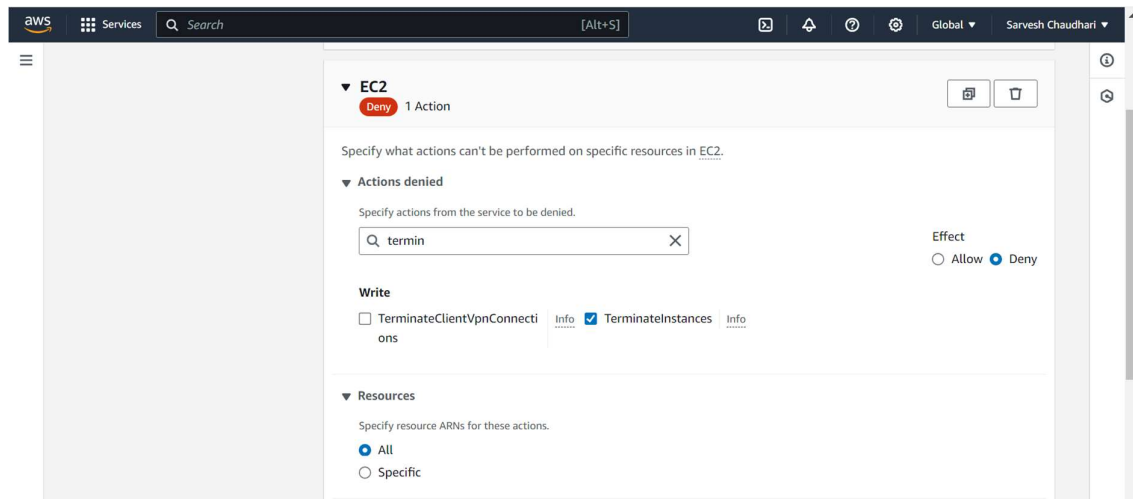 aws Services Search [Alt+S] Global Sarvesh Chaudhari
EC2
Deny 1 Action
Specify what actions can't be performed on specific resources in EC2.
Actions denied
Specify actions from the service to be denied.
termin
Effect
Allow Deny
Write
TerminateClientVpnConnecti Info TerminateInstances Info
ons
Resources
Specify resource ARNs for these actions.
All
Specific